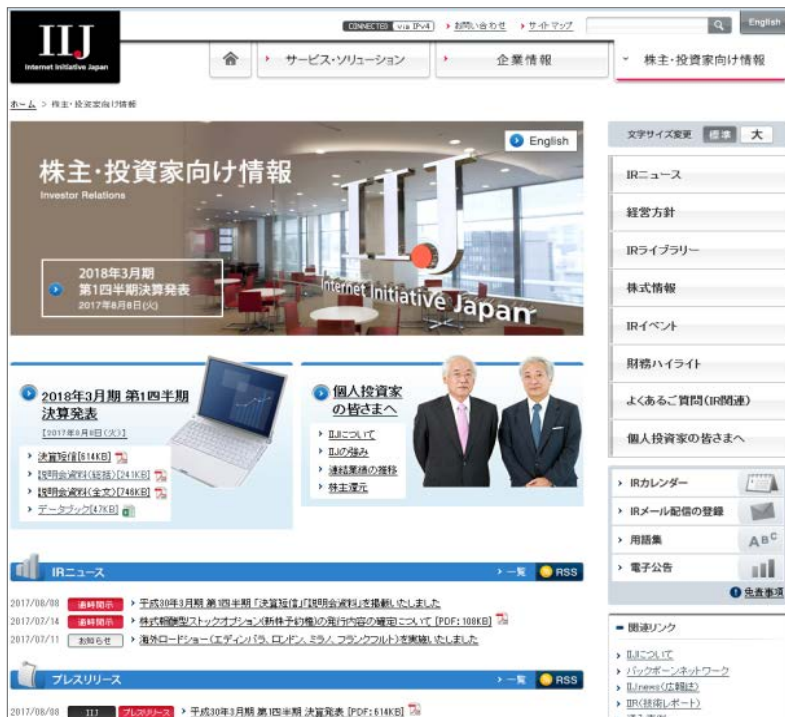 IIJ
Internet Initiative Japan
CONNECTED via IPv4
お問い合わせ
サイトマップ
English
サービス・ソリューション
企業情報
株主・投資家向け情報
ホーム > 株主・投資家向け情報
株主・投資家向け情報
Investor Relations
English
IIJ
Internet Initiative Japan
2018年3月期
第1四半期決算発表
2017年8月8日(火)
2018年3月期 第1四半期
決算発表
[2017年8月8日(火)]
決算短信[614KB]
説明会資料(総括)[241KB]
説明会資料(全文)[746KB]
データブック[47KB]
個人投資家
の皆さまへ
IIJについて
IIJの強み
連結業績の推移
株主還元
IRニュース
一覧
RSS
2017/08/08 適時開示 平成30年3月期 第1四半期「決算短信」「説明会資料」を掲載いたしました
2017/07/14 適時開示 株式報酬型ストックオプション(新株予約権)の発行内容の確定について [PDF: 108KB]
2017/07/11 お知らせ 海外ロードショー(エディンバラ、ロンドン、ミラノ、フランクフルト)を実施いたしました
プレスリリース
一覧
RSS
2017/08/08 IIJ プレスリリース 平成30年3月期 第1四半期 決算発表 [PDF: 614KB]
文字サイズ変更 標準 大
IRニュース
経営方針
IRライブラリー
株式情報
IRイベント
財務ハイライト
よくあるご質問(IR関連)
個人投資家の皆さまへ
IRカレンダー
IRメール配信の登録
用語集
ABC
電子公告
免責事項
関連リンク
IIJについて
バックボーンネットワーク
IIJnews(広報誌)
IIR(技術レポート)